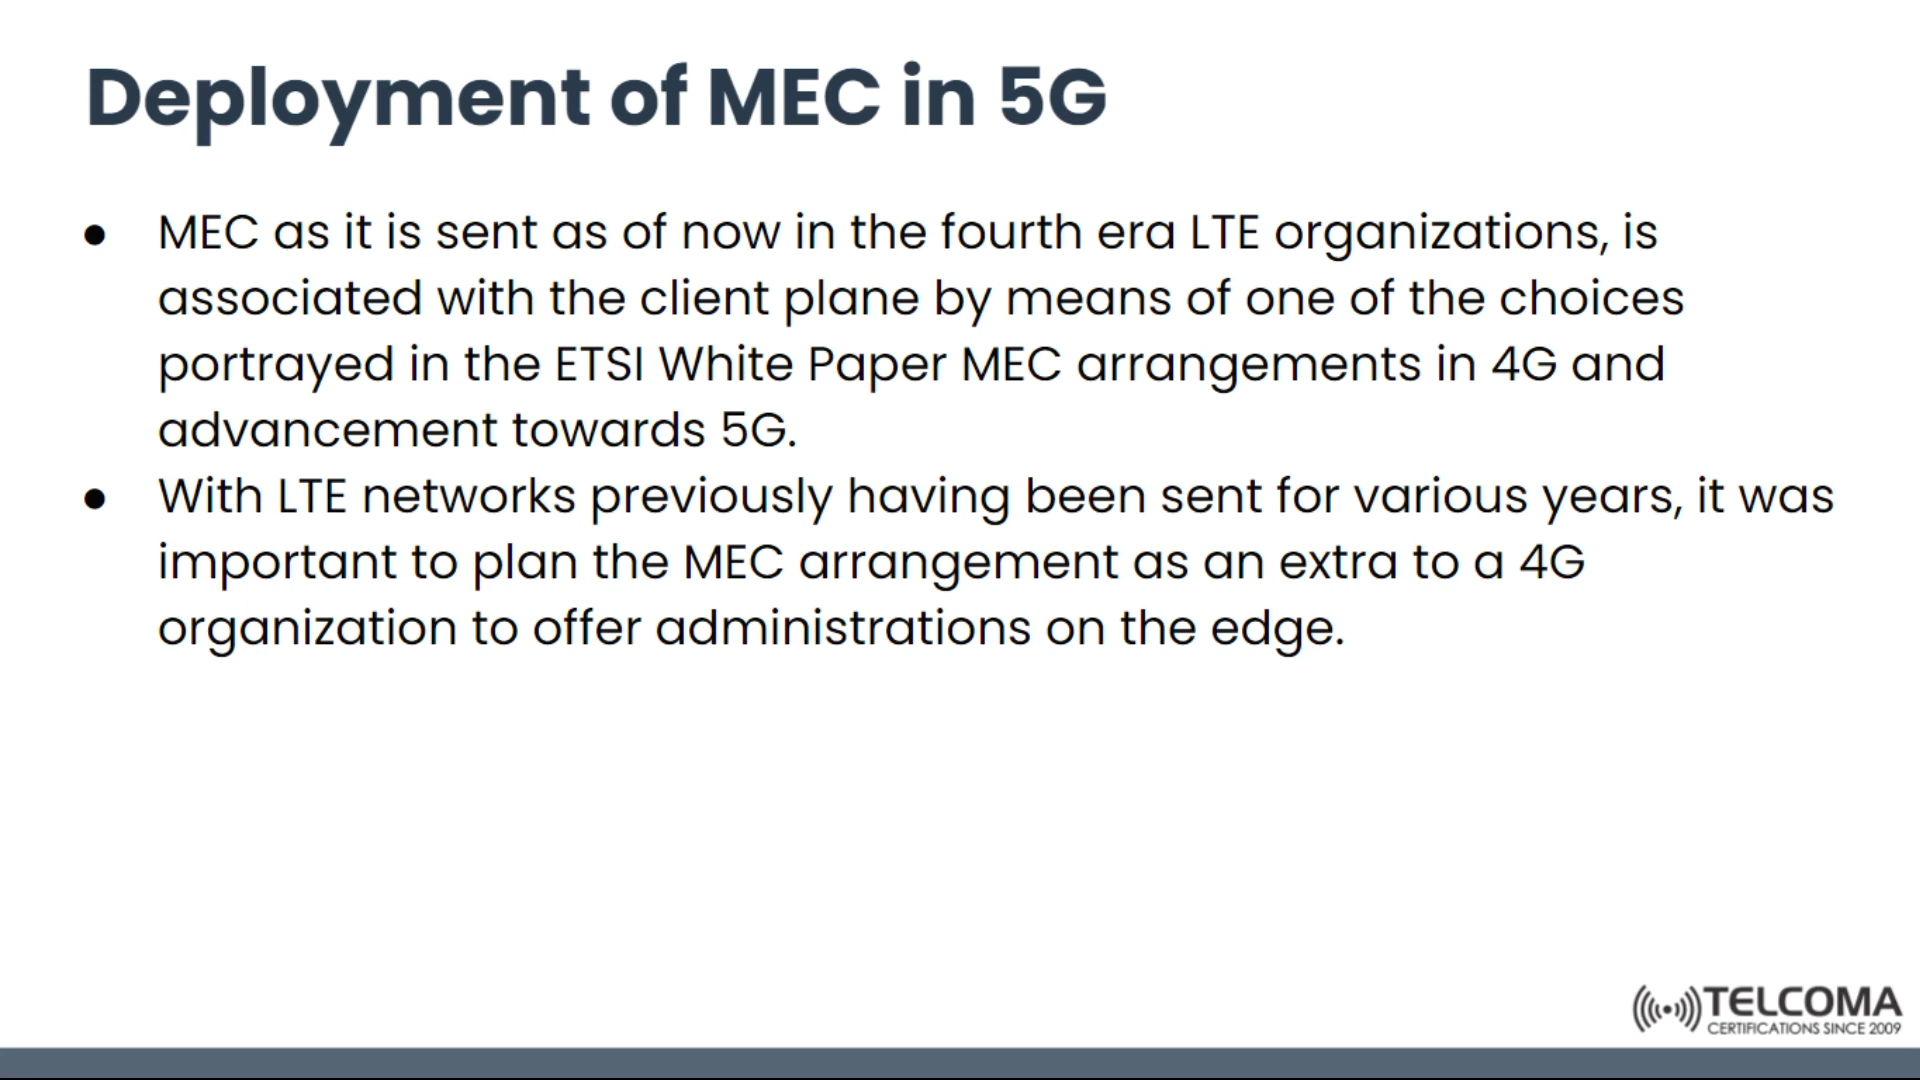 Deployment of MEC in 5G
● MEC as it is sent as of now in the fourth era LTE organizations, is
associated with the client plane by means of one of the choices
portrayed in the ETSI White Paper MEC arrangements in 4G and
advancement towards 5G.
● With LTE networks previously having been sent for various years, it was
important to plan the MEC arrangement as an extra to a 4G
organization to offer administrations on the edge.
TELCOMA
CERTIFICATIONS SINCE 2009